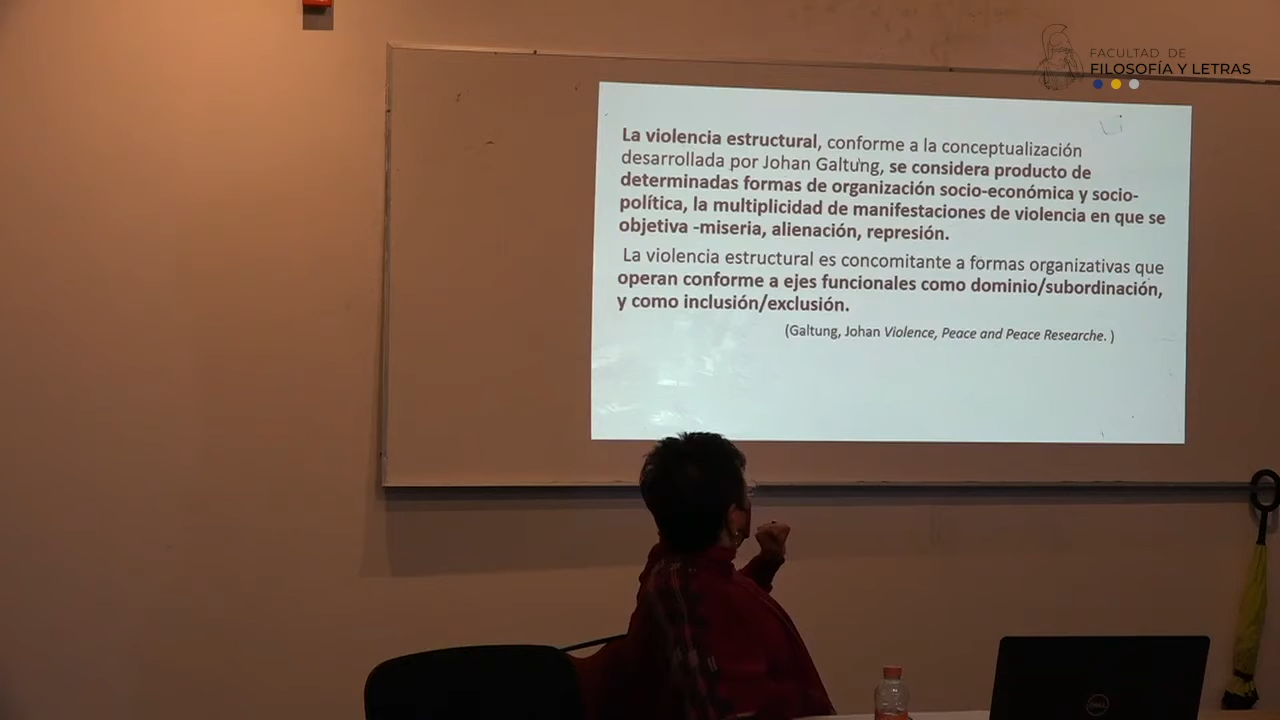 FACULTAD DE
FILOSOFÍA Y LETRAS
La violencia estructural, conforme a la conceptualización
desarrollada por Johan Galtung, se considera producto de
determinadas formas de organización socio-económica y socio-
política, la multiplicidad de manifestaciones de violencia en que se
objetiva -miseria, alienación, represión.
La violencia estructural es concomitante a formas organizativas que
operan conforme a ejes funcionales como dominio/subordinación,
y como inclusión/exclusión.
(Galtung, Johan Violence, Peace and Peace Researche. )
DELL